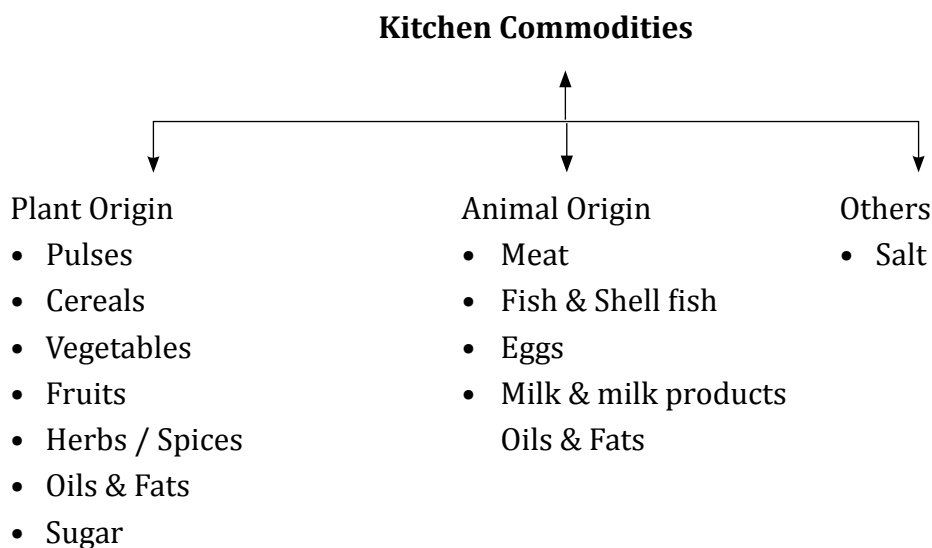 Kitchen Commodities
Plant Origin
• Pulses
• Cereals
• Vegetables
• Fruits
• Herbs / Spices
• Oils & Fats
• Sugar
Animal Origin
• Meat
• Fish & Shell fish
• Eggs
• Milk & milk products
Oils & Fats
Others
• Salt